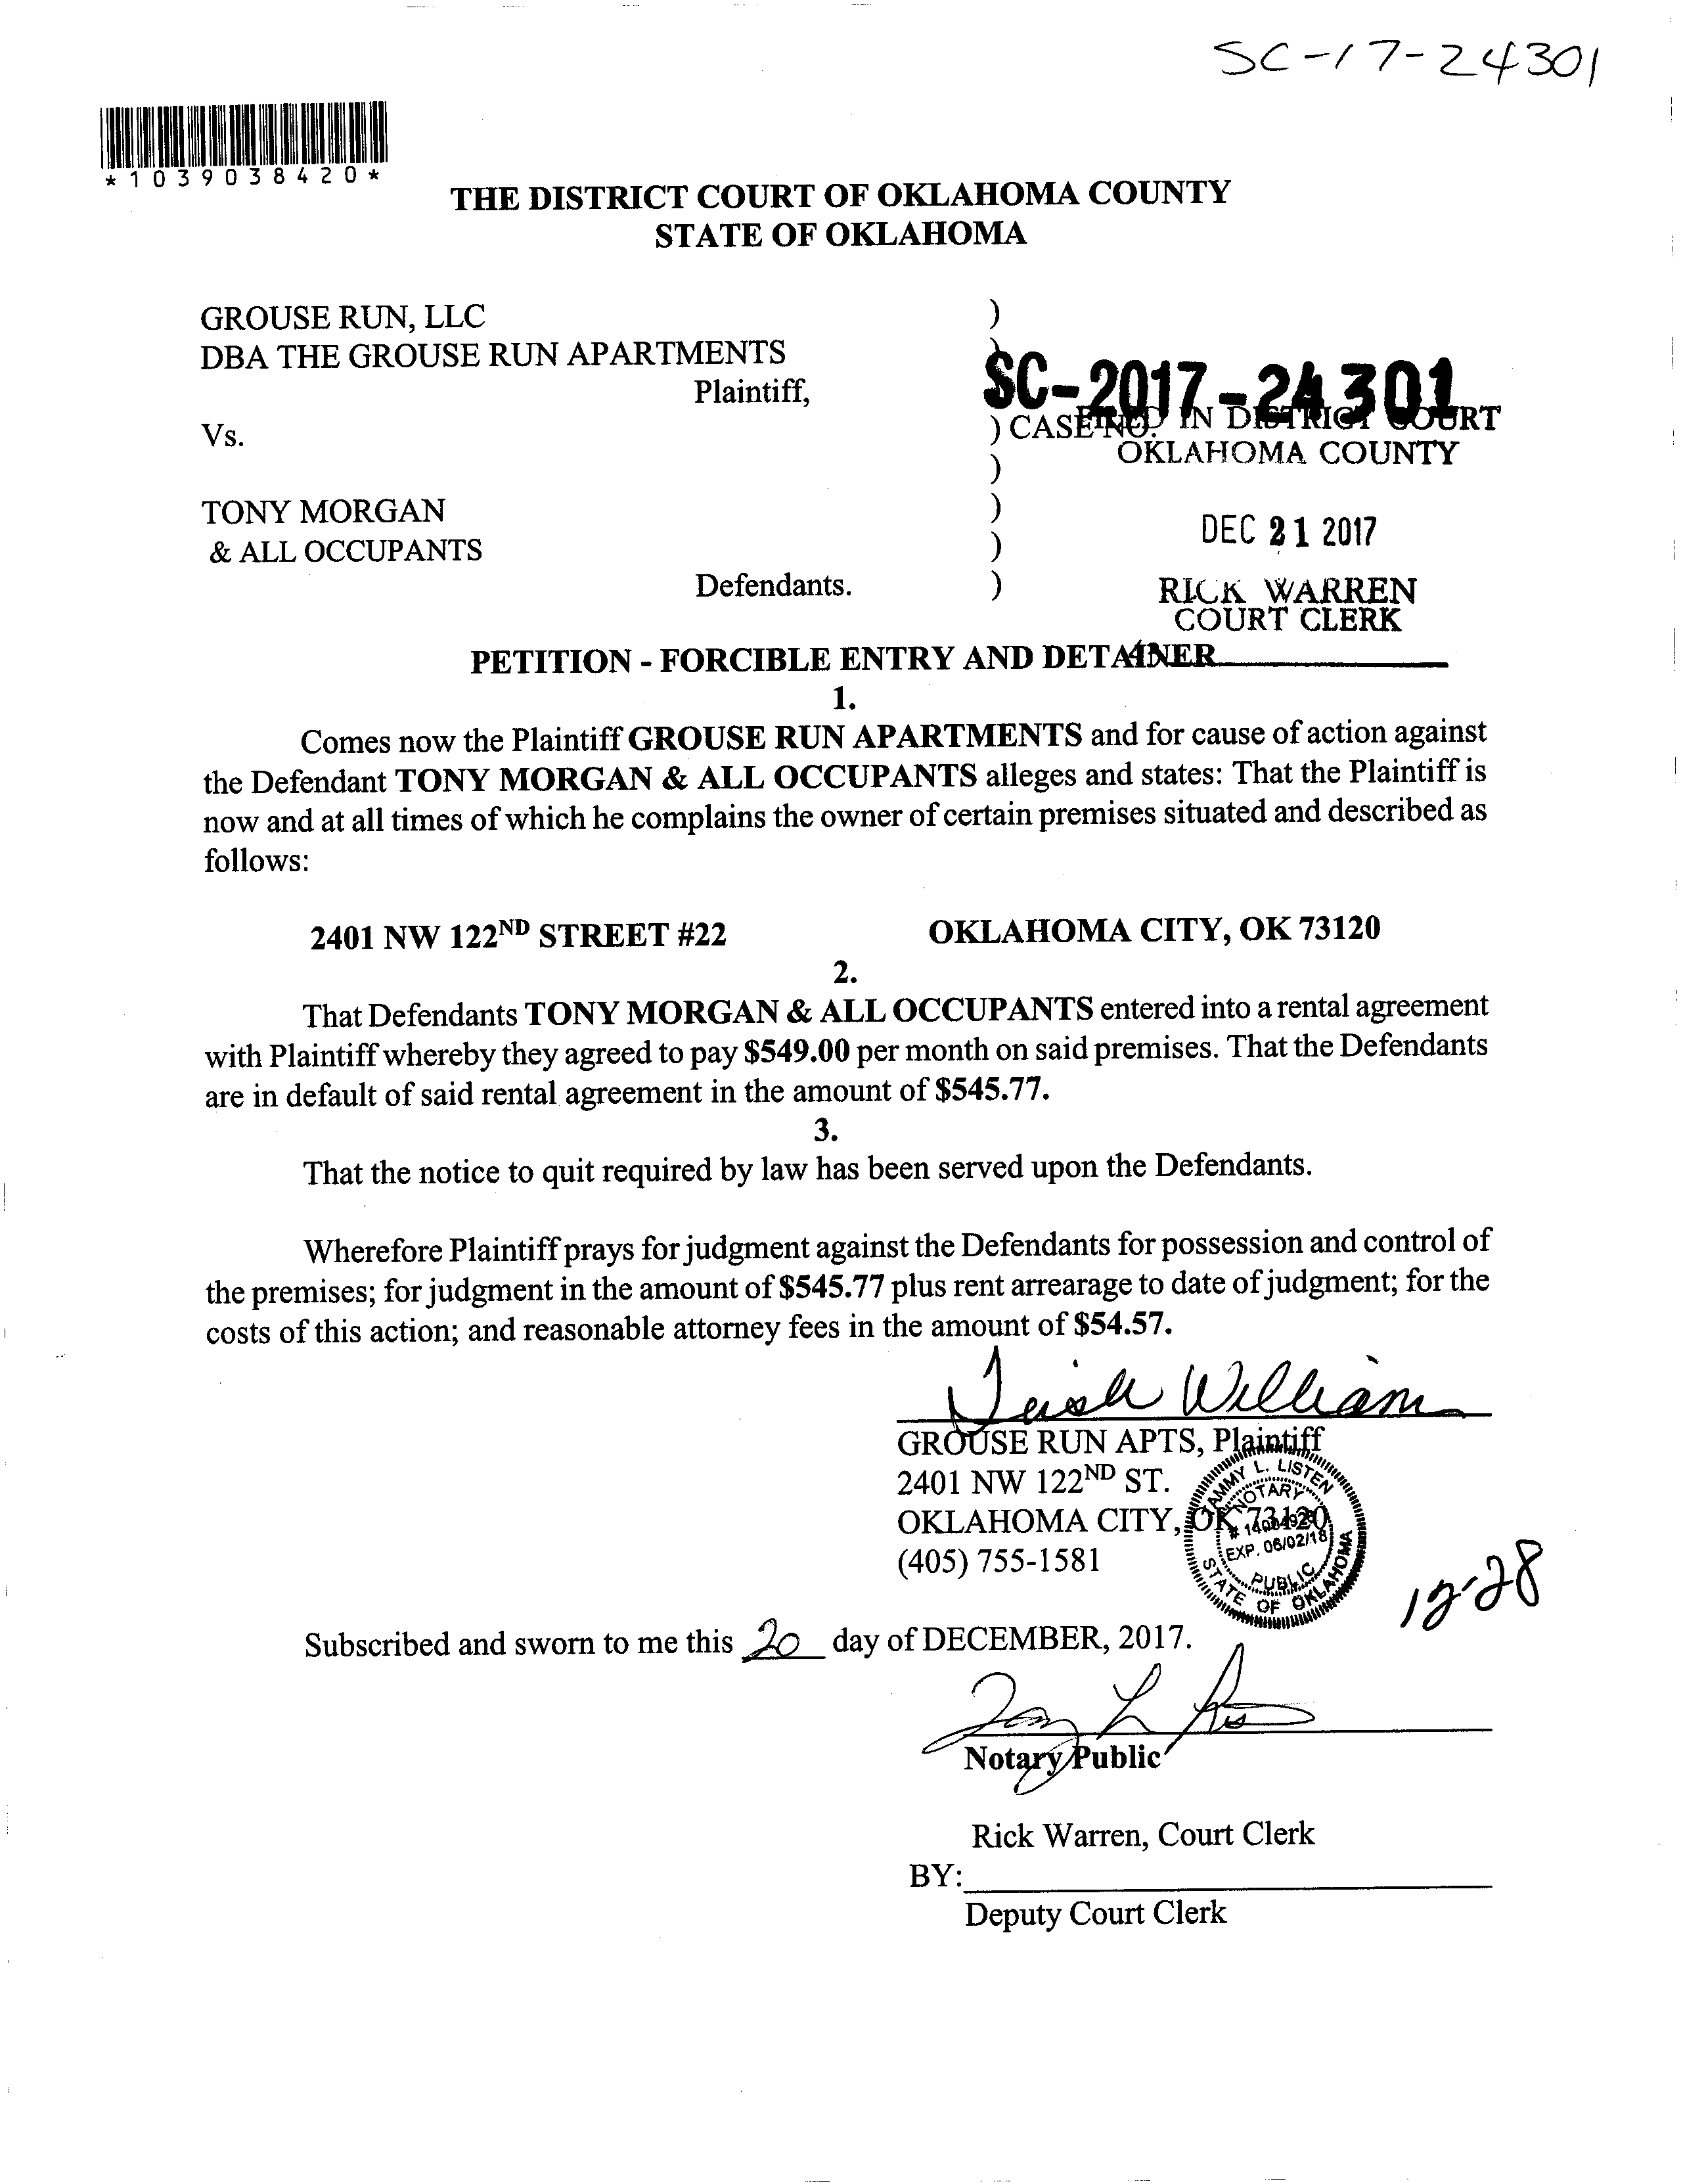 SC-17-24301
*1039038420*
THE DISTRICT COURT OF OKLAHOMA COUNTY
STATE OF OKLAHOMA
GROUSE RUN, LLC )
DBA THE GROUSE RUN APARTMENTS )
Plaintiff,
SC-2017-24301
Vs. ) CASE NO. FILED IN DISTRICT COURT
) OKLAHOMA COUNTY
TONY MORGAN )
& ALL OCCUPANTS ) DEC 21 2017
Defendants. ) RICK WARREN
COURT CLERK
PETITION - FORCIBLE ENTRY AND DETAINER
1.
Comes now the Plaintiff GROUSE RUN APARTMENTS and for cause of action against
the Defendant TONY MORGAN & ALL OCCUPANTS alleges and states: That the Plaintiff is
now and at all times of which he complains the owner of certain premises situated and described as
follows:
2401 NW 122ND STREET #22 OKLAHOMA CITY, OK 73120
2.
That Defendants TONY MORGAN & ALL OCCUPANTS entered into a rental agreement
with Plaintiff whereby they agreed to pay $549.00 per month on said premises. That the Defendants
are in default of said rental agreement in the amount of $545.77.
3.
That the notice to quit required by law has been served upon the Defendants.
Wherefore Plaintiff prays for judgment against the Defendants for possession and control of
the premises; for judgment in the amount of $545.77 plus rent arrearage to date of judgment; for the
costs of this action; and reasonable attorney fees in the amount of $54.57.
GROUSE RUN APTS, Plaintiff
2401 NW 122ND ST.
OKLAHOMA CITY, OK 73120
(405) 755-1581
TAMMY L. LISTEN
NOTARY
EXP. 06/02/18
PUBLIC
STATE OF OKLAHOMA
12-28
Subscribed and sworn to me this 20 day of DECEMBER, 2017.
Notary Public
Rick Warren, Court Clerk
BY:
Deputy Court Clerk